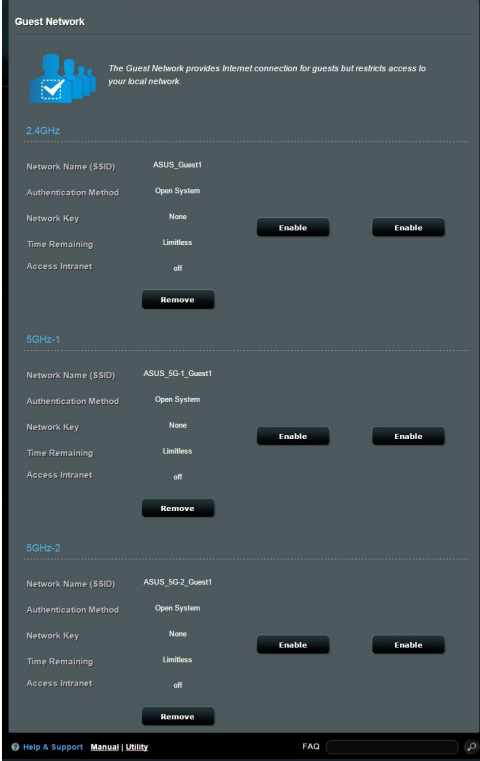 Guest Network
The Guest Network provides Internet connection for guests but restricts access to
your local network.
2.4GHz
Network Name (SSID) ASUS_Guest1
Authentication Method Open System
Network Key None
Enable Enable
Time Remaining Limitless
Access Intranet off
Remove
5GHz-1
Network Name (SSID) ASUS_5G-1_Guest1
Authentication Method Open System
Network Key None
Enable Enable
Time Remaining Limitless
Access Intranet off
Remove
5GHz-2
Network Name (SSID) ASUS_5G-2_Guest1
Authentication Method Open System
Network Key None
Enable Enable
Time Remaining Limitless
Access Intranet off
Remove
? Help & Support Manual | Utility FAQ